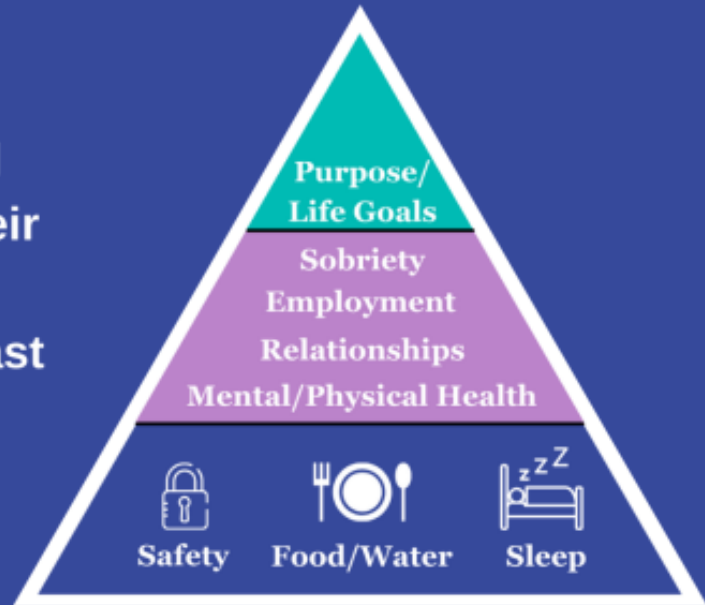 Purpose/
Life Goals
Sobriety
Employment
Relationships
Mental/Physical Health
z z Z Z
Safety Food/Water Sleep